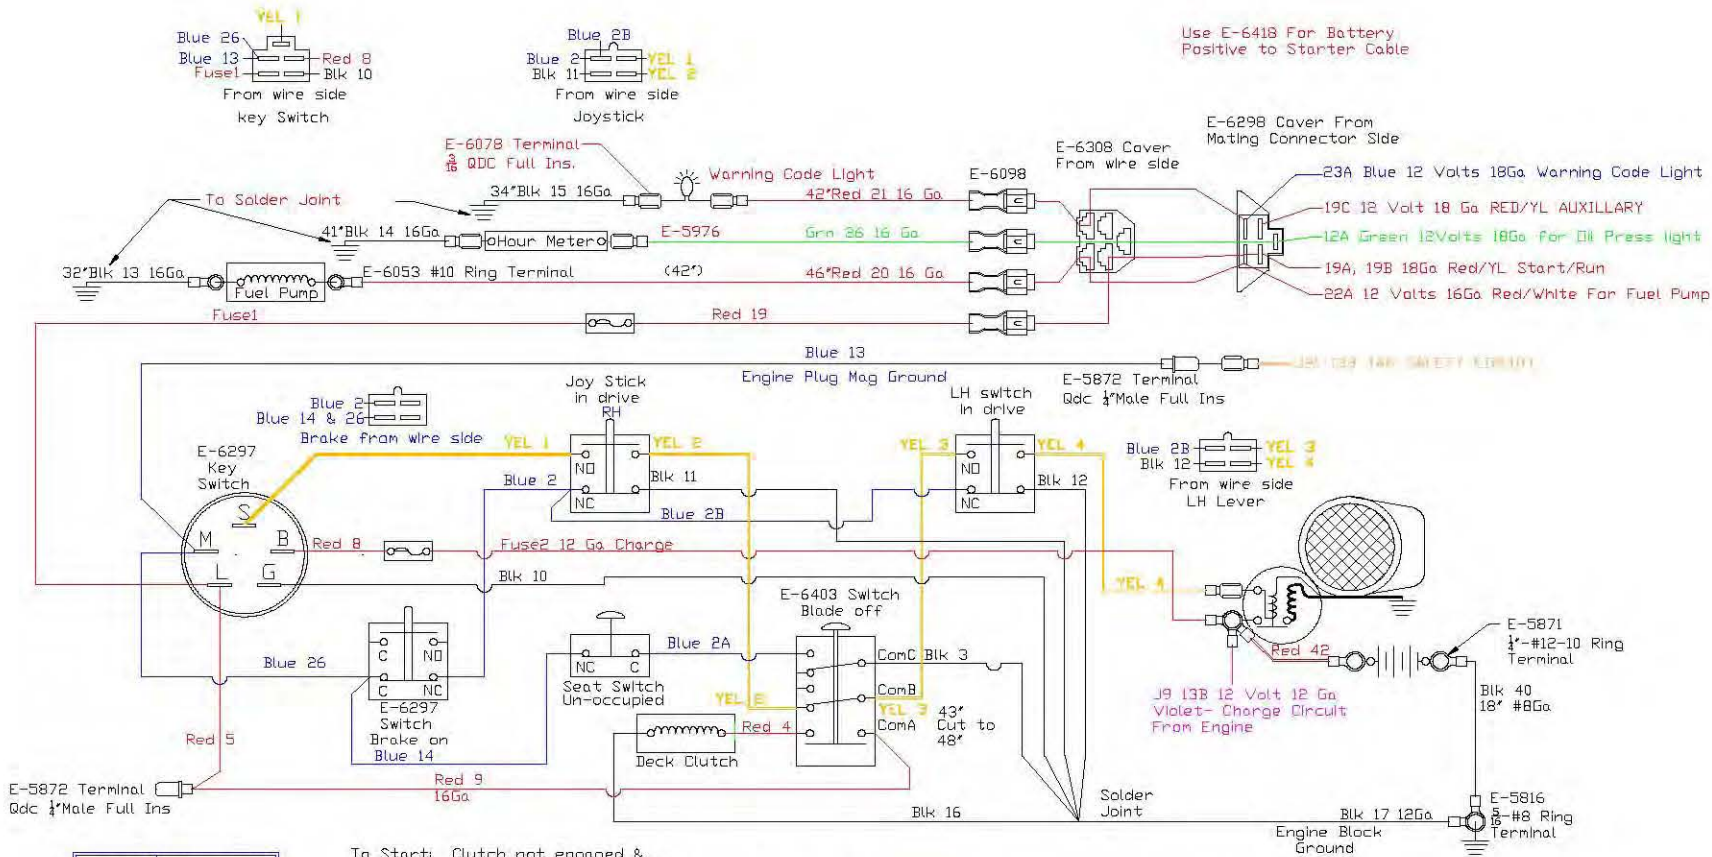 YEL 1
Blue 26
Blue 13
Red 8
Fuse1
Blk 10
From wire side
key Switch
Blue 2B
Blue 2
YEL 1
Blk 11
YEL 2
From wire side
Joystick
Use E-6418 For Battery
Positive to Starter Cable
E-6078 Terminal
3/16 QDC Full Ins.
Warning Code Light
E-6098
E-6308 Cover
From wire side
E-6298 Cover From
Mating Connector Side
34"Blk 15 16Ga
42"Red 21 16 Ga
23A Blue 12 Volts 18Ga Warning Code Light
To Solder Joint
19C 12 Volt 18 Ga RED/YL AUXILLARY
41"Blk 14 16Ga
Hour Meter
E-5976
Grn 36 16 Ga
12A Green 12Volts 18Ga for Oil Press light
32"Blk 13 16Ga
E-6053 #10 Ring Terminal
(42")
46"Red 20 16 Ga
19A, 19B 18Ga Red/YL Start/Run
Fuel Pump
22A 12 Volts 16Ga Red/White For Fuel Pump
Fuse1
Red 19
Blue 13
Engine Plug Mag Ground
E-5872 Terminal
Qdc 1/4"Male Full Ins
Blue 2
Blue 14 & 26
Brake from wire side
Joy Stick
in drive
RH
LH switch
In drive
E-6297
Key
Switch
YEL 1
YEL 2
NO
NC
Blue 2
Blk 11
Blue 2B
YEL 3
YEL 4
NO
NC
Blk 12
Blue 2B
YEL 3
Blk 12
YEL 4
From wire side
LH Lever
S
M
B
L
G
Red 8
Fuse2 12 Ga Charge
Blk 10
YEL 4
E-6403 Switch
Blade off
C
NO
C
NC
Blue 26
E-6297
Switch
Brake on
Blue 14
NC
C
Seat Switch
Un-occupied
Blue 2A
ComC
Blk 3
ComB
YEL 3
ComA
43"
Cut to
48"
Red 4
Deck Clutch
Red 5
Red 42
E-5871
1/4"-#12-10 Ring
Terminal
J9 13B 12 Volt 12 Ga
Violet- Charge Circuit
From Engine
Blk 40
18" #8Ga
E-5872 Terminal
Qdc 1/4"Male Full Ins
Red 9
16Ga
Blk 16
Solder
Joint
Blk 17 12Ga
Engine Block
Ground
E-5816
5/16-#8 Ring
Terminal